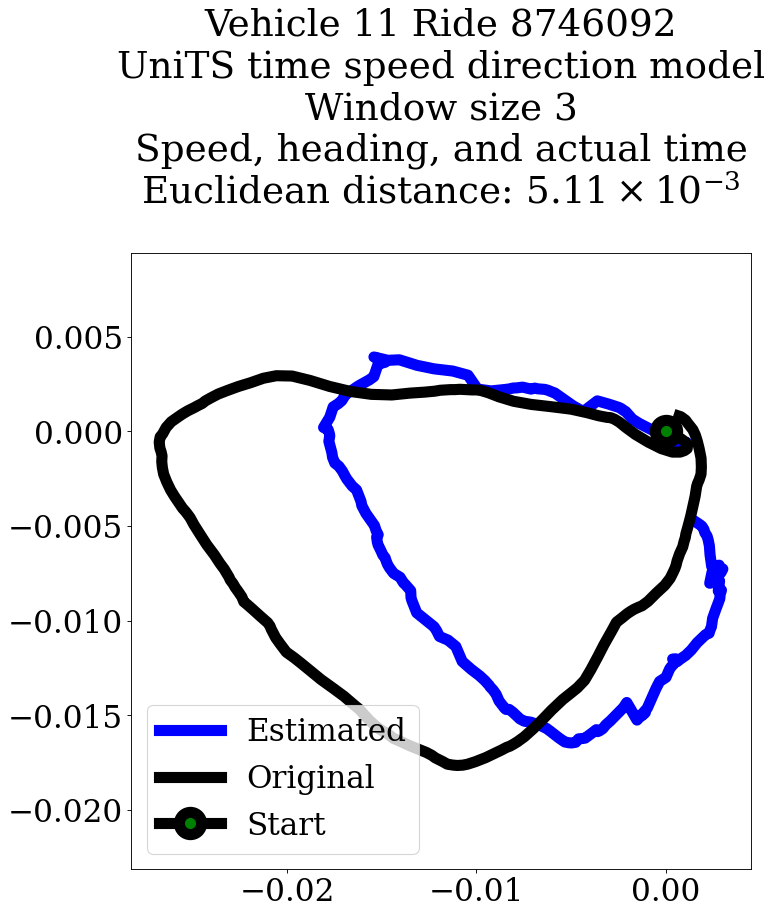 Vehicle 11 Ride 8746092
UniTS time speed direction model
Window size 3
Speed, heading, and actual time
Euclidean distance: 5.11 × 10⁻³
0.005
0.000
−0.005
−0.010
−0.015
−0.020
Estimated
Original
Start
−0.02
−0.01
0.00